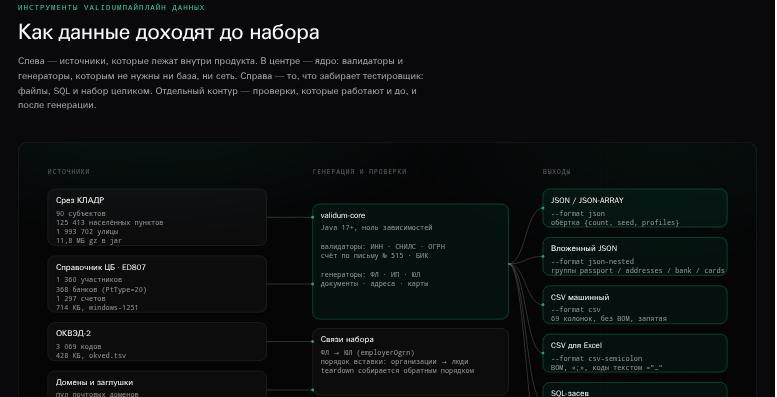 ИНСТРУМЕНТЫ VALIDUMПАЙПЛАЙН ДАННЫХ
Как данные доходят до набора
Слева — источники, которые лежат внутри продукта. В центре — ядро: валидаторы и
генераторы, которым не нужны ни база, ни сеть. Справа — то, что забирает тестировщик:
файлы, SQL и набор целиком. Отдельный контур — проверки, которые работают и до, и
после генерации.
ИСТОЧНИКИ
Срез КЛАДР
90 субъектов
125 413 населённых пунктов
1 993 702 улицы
11,8 МБ gz в jar
Справочник ЦБ · ED807
1 360 участников
368 банков (PtType=20)
1 297 счетов
714 КБ, windows-1251
ОКВЭД-2
3 069 кодов
428 КБ, okved.tsv
Домены и заглушки
пул почтовых доменов
ГЕНЕРАЦИЯ И ПРОВЕРКИ
validum-core
Java 17+, ноль зависимостей
валидаторы: ИНН · СНИЛС · ОГРН
счёт по письму № 515 · БИК
генераторы: ФЛ · ИП · ЮЛ
документы · адреса · карты
Связи набора
ФЛ → ЮЛ (employerOgrn)
порядок вставки: организации → люди
teardown собирается обратным порядком
ВЫХОДЫ
JSON / JSON-ARRAY
--format json
обёртка {count, seed, profiles}
Вложенный JSON
--format json-nested
группы passport / addresses / bank / cards
CSV машинный
--format csv
69 колонок, без BOM, запятая
CSV для Excel
--format csv-semicolon
BOM, «;», коды текстом ="…"
SQL-засев